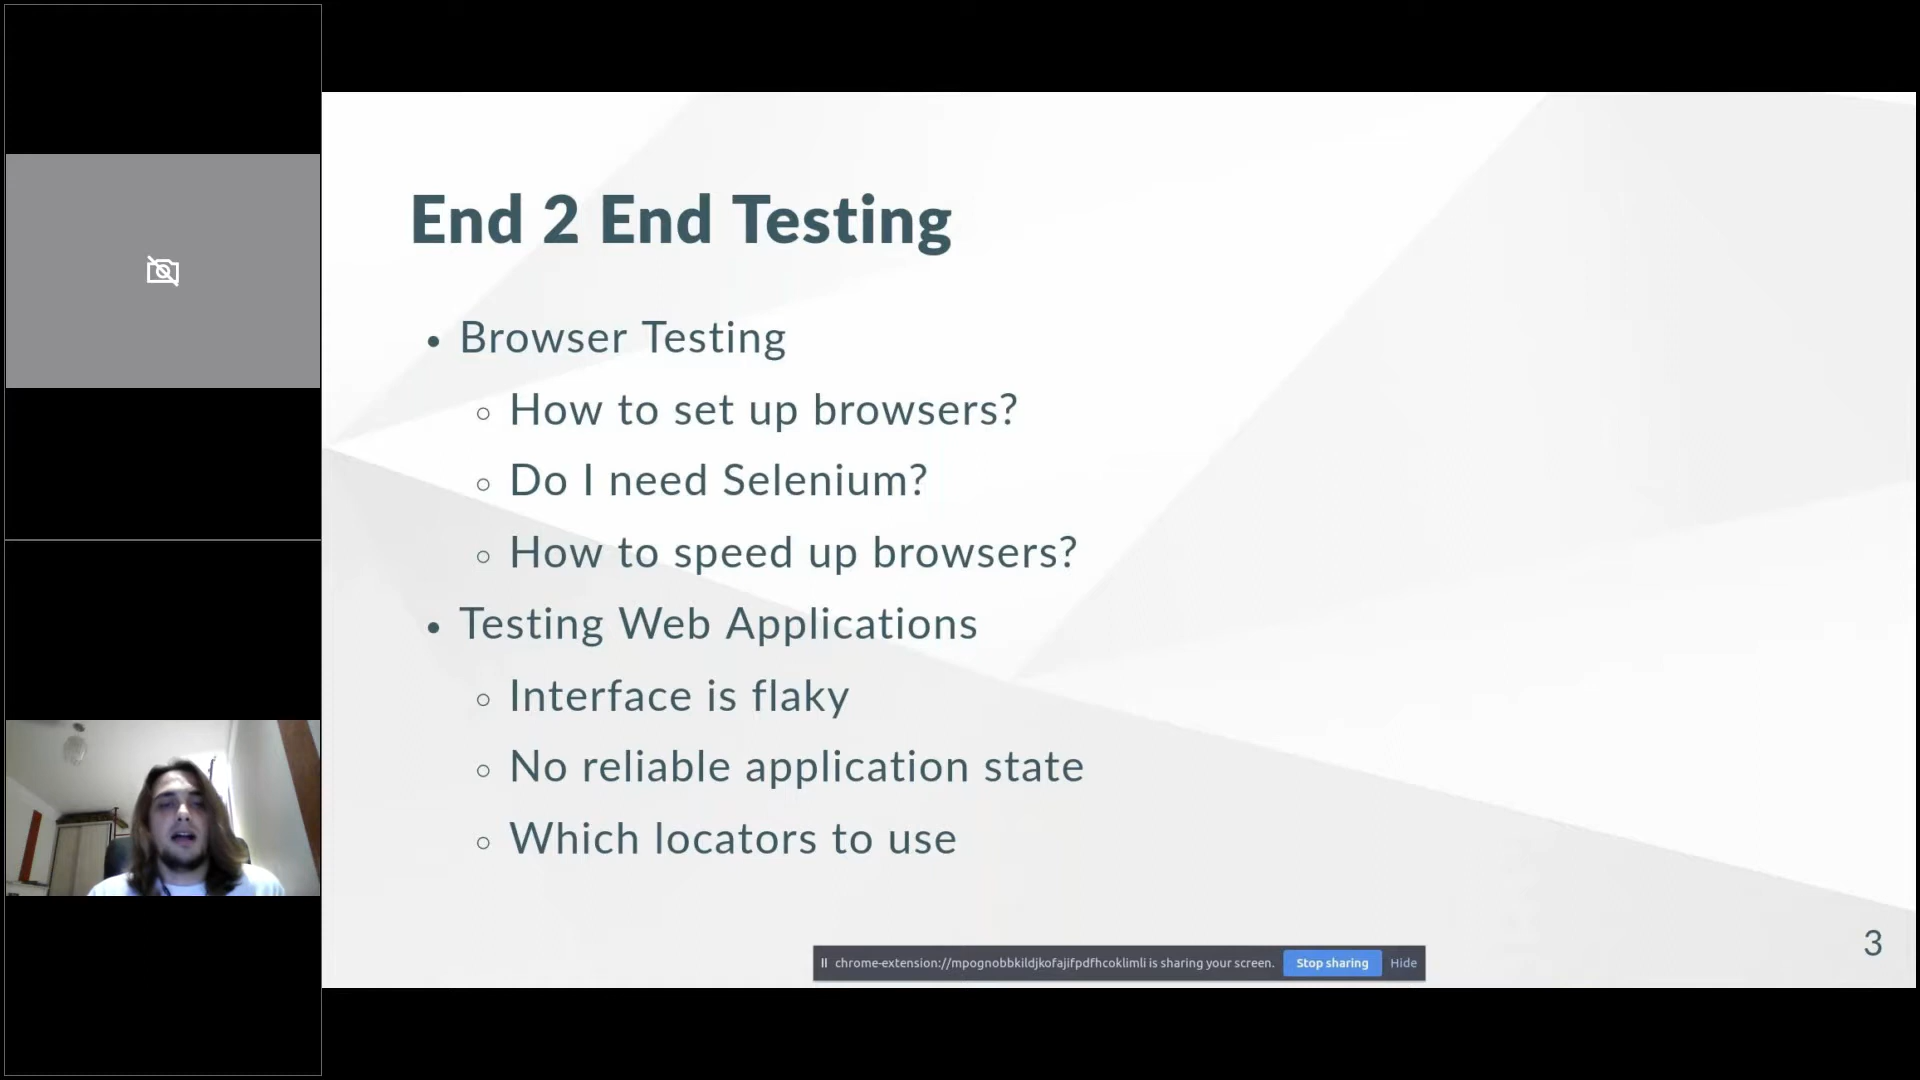 End 2 End Testing
• Browser Testing
○ How to set up browsers?
○ Do I need Selenium?
○ How to speed up browsers?
• Testing Web Applications
○ Interface is flaky
○ No reliable application state
○ Which locators to use
3
chrome-extension://mpognobbkildjkofajifpdfhcoklimli is sharing your screen. Stop sharing Hide